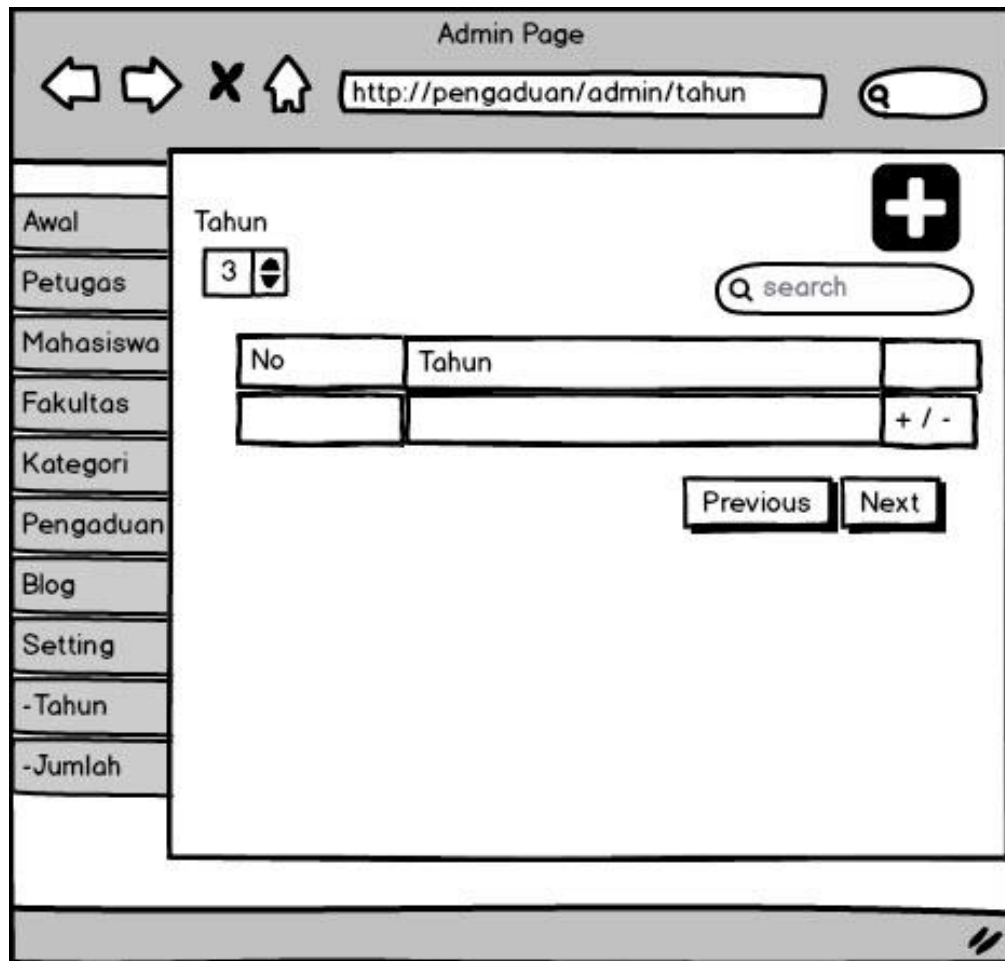 Admin Page
http://pengaduan/admin/tahun
Awal
Petugas
Mahasiswa
Fakultas
Kategori
Pengaduan
Blog
Setting
-Tahun
-Jumlah
Tahun
3
search
No
Tahun
+ / -
Previous
Next